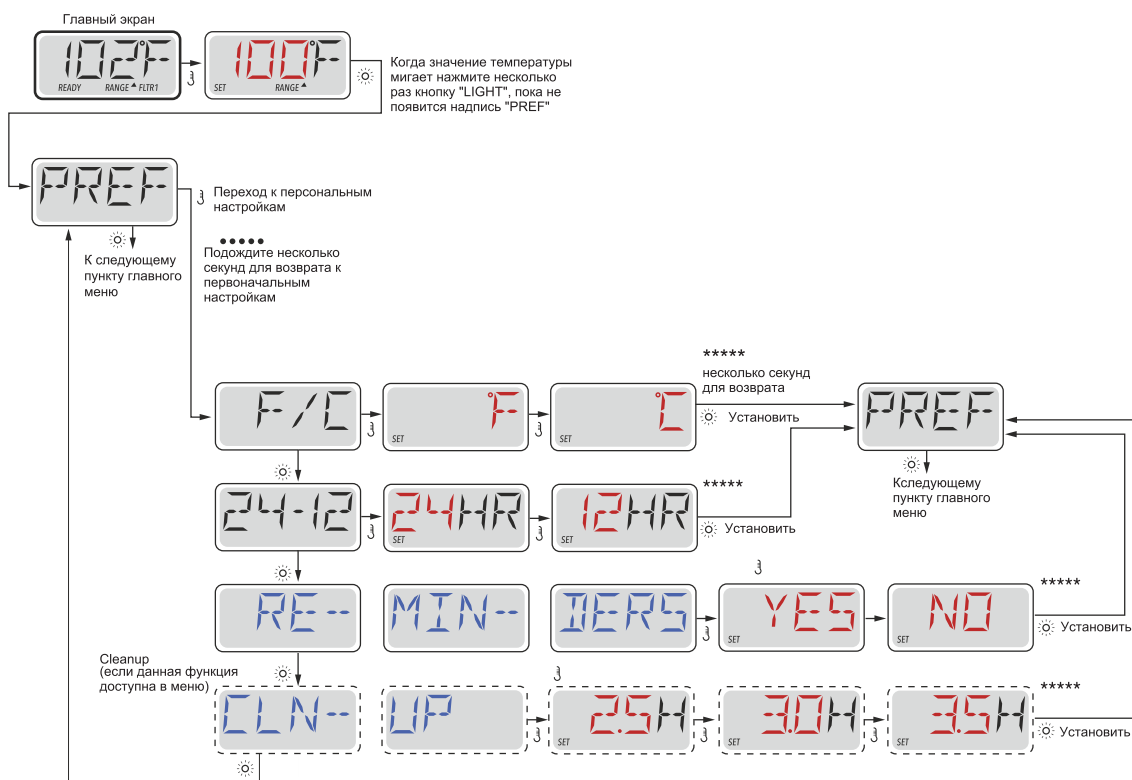 Главный экран
102°F
READY RANGE FLTR1
100°F
SET RANGE
Когда значение температуры
мигает нажмите несколько
раз кнопку "LIGHT", пока не
появится надпись "PREF"
PREF
Переход к персональным
настройкам
К следующему
пункту главного
меню
•••••
Подождите несколько
секунд для возврата к
первоначальным
настройкам
F/C
°F
SET
°C
SET
*****
несколько секунд
для возврата
Установить
PREF
Кследующему
пункту главного
меню
24-12
24HR
SET
12HR
SET
*****
Установить
RE-
MIN-
DERS
YES
SET
NO
SET
*****
Установить
Cleanup
(если данная функция
доступна в меню)
CLN-
UP
2.5H
SET
3.0H
SET
3.5H
SET
*****
Установить